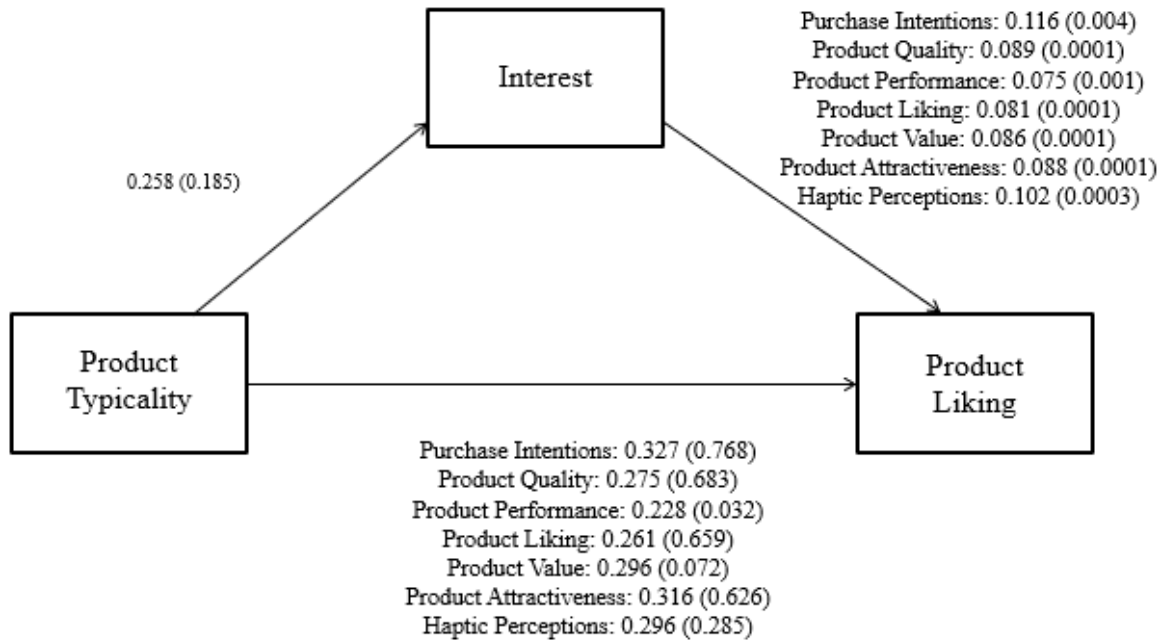 Purchase Intentions: 0.116 (0.004)
Product Quality: 0.089 (0.0001)
Product Performance: 0.075 (0.001)
Product Liking: 0.081 (0.0001)
Product Value: 0.086 (0.0001)
Product Attractiveness: 0.088 (0.0001)
Haptic Perceptions: 0.102 (0.0003)
Interest
0.258 (0.185)
Product
Typicality
Product
Liking
Purchase Intentions: 0.327 (0.768)
Product Quality: 0.275 (0.683)
Product Performance: 0.228 (0.032)
Product Liking: 0.261 (0.659)
Product Value: 0.296 (0.072)
Product Attractiveness: 0.316 (0.626)
Haptic Perceptions: 0.296 (0.285)